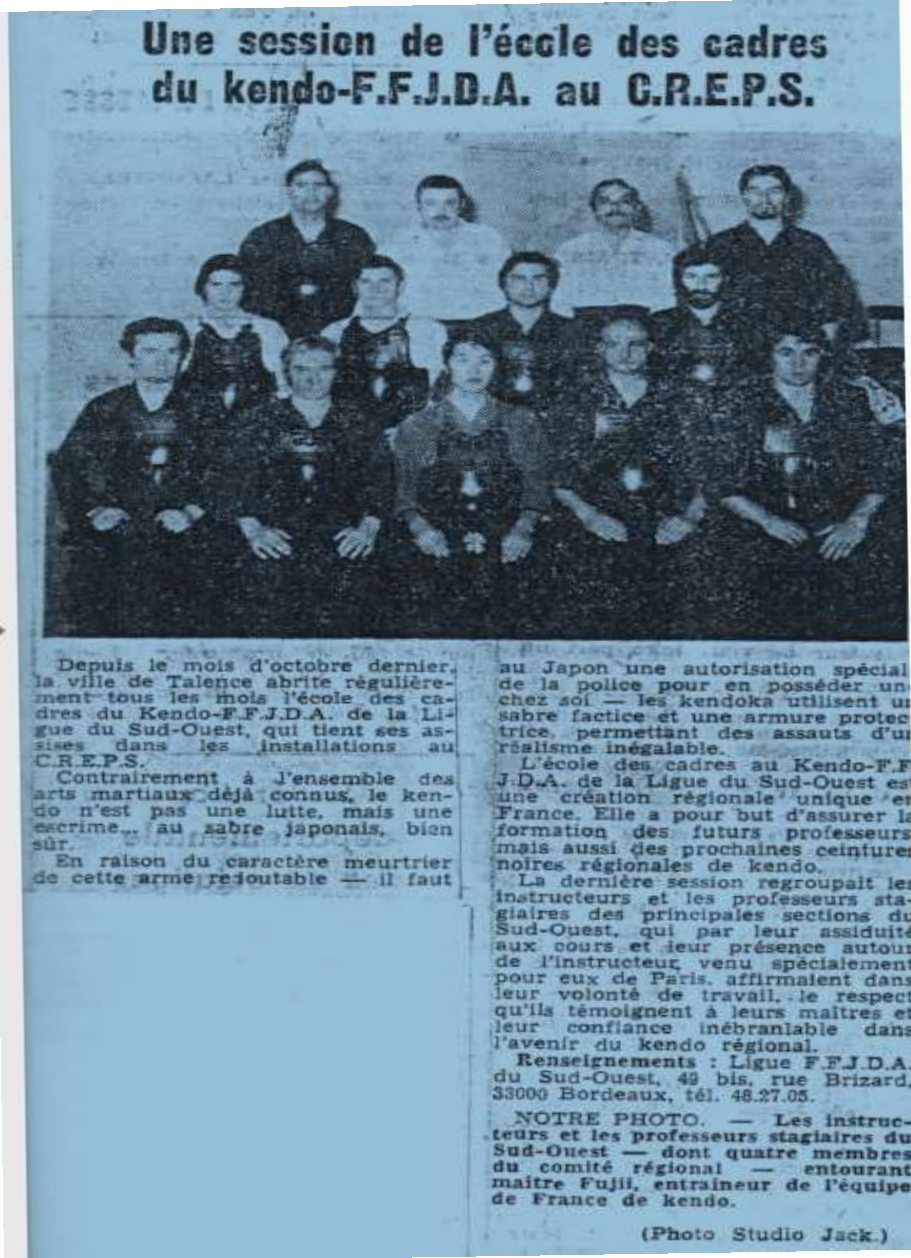 Une session de l'école des cadres
du kendo-F.F.J.D.A. au C.R.E.P.S.
Depuis le mois d'octobre dernier,
la ville de Talence abrite régulière-
ment tous les mois l'école des ca-
dres du Kendo-F.F.J.D.A. de la Li-
gue du Sud-Ouest, qui tient ses as-
sises dans les installations au
C.R.E.P.S.
Contrairement à l'ensemble des
arts martiaux déjà connus, le ken-
do n'est pas une lutte, mais une
escrime... au sabre japonais, bien
sûr.
En raison du caractère meurtrier
de cette arme redoutable — il faut
au Japon une autorisation spécial
de la police pour en posséder un
chez soi — les kendoka utilisent u
sabre factice et une armure protec
trice, permettant des assauts d'u
réalisme inégalable.
L'école des cadres au Kendo-F.F
J.D.A. de la Ligue du Sud-Ouest es
une création régionale unique en
France. Elle a pour but d'assurer la
formation des futurs professeurs
mais aussi des prochaines ceinture
noires régionales de kendo.
La dernière session regroupait les
instructeurs et les professeurs sta-
giaires des principales sections du
Sud-Ouest, qui par leur assiduité
aux cours et leur présence autour
de l'instructeur, venu spécialement
pour eux de Paris, affirmaient dans
leur volonté de travail, le respect
qu'ils témoignent à leurs maîtres et
leur confiance inébranlable dans
l'avenir du kendo régional.
Renseignements : Ligue F.F.J.D.A.
du Sud-Ouest, 49 bis, rue Brizard,
33000 Bordeaux, tél. 48.27.05.
NOTRE PHOTO. — Les instruc-
teurs et les professeurs stagiaires du
Sud-Ouest — dont quatre membres
du comité régional — entourant
maître Fujii, entraîneur de l'équipe
de France de kendo.
(Photo Studio Jack.)